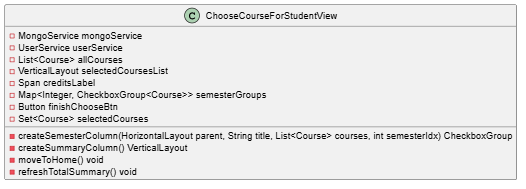 C ChooseCourseForStudentView
MongoService mongoService
UserService userService
List<Course> allCourses
VerticalLayout selectedCoursesList
Span creditsLabel
Map<Integer, CheckboxGroup<Course>> semesterGroups
Button finishChooseBtn
Set<Course> selectedCourses
createSemesterColumn(HorizontalLayout parent, String title, List<Course> courses, int semesterIdx) CheckboxGroup
createSummaryColumn() VerticalLayout
moveToHome() void
refreshTotalSummary() void